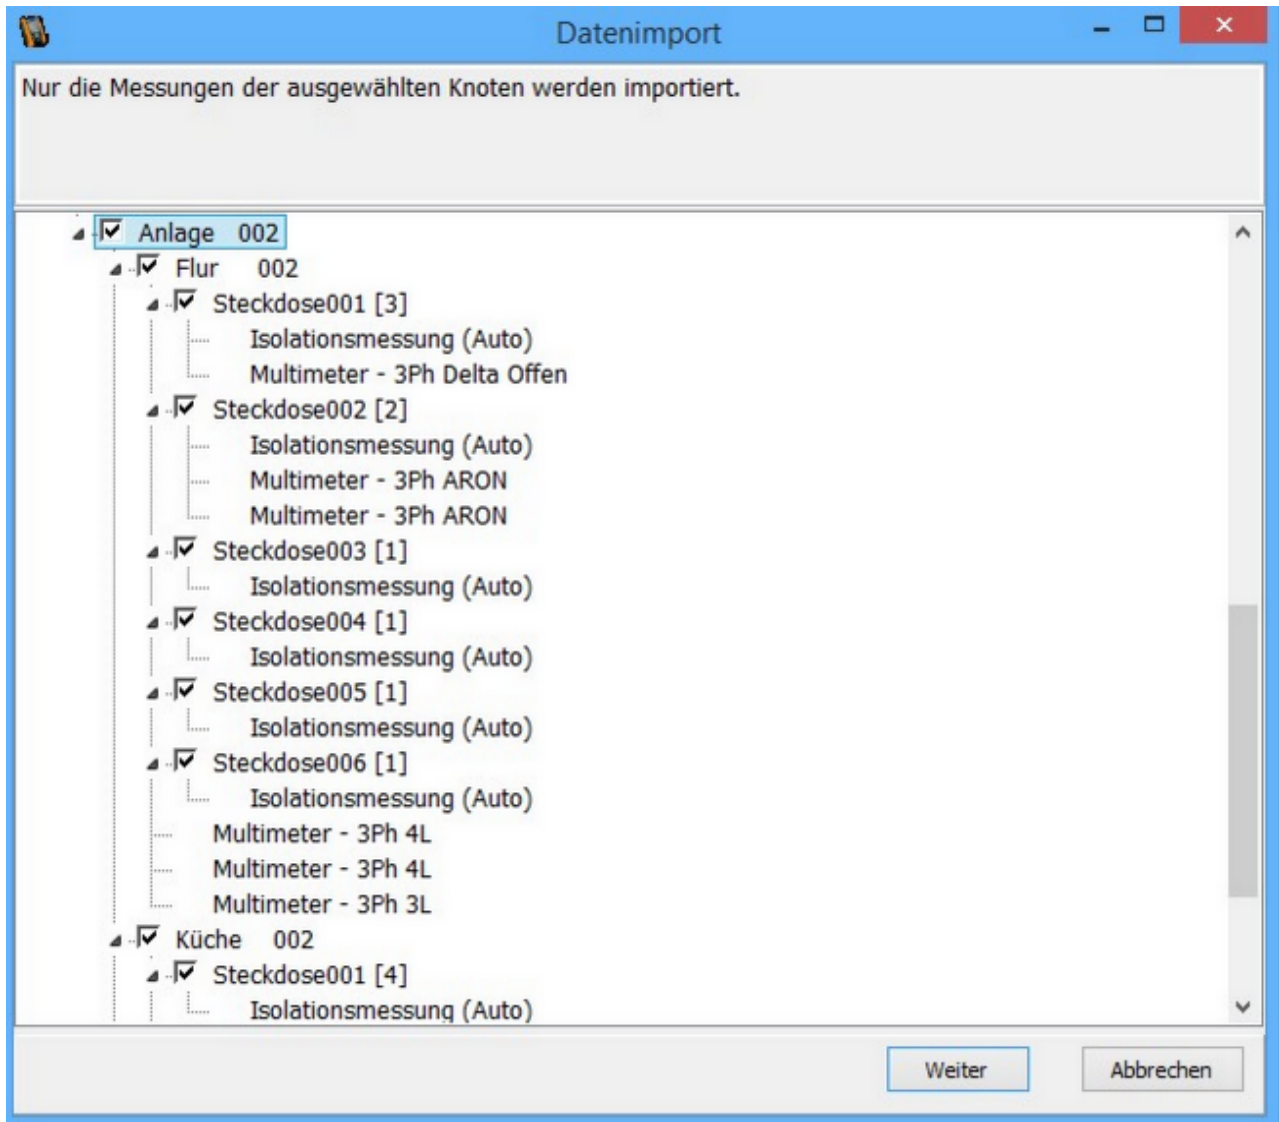 Datenimport
Nur die Messungen der ausgewählten Knoten werden importiert.
Anlage 002
Flur 002
Steckdose001 [3]
Isolationsmessung (Auto)
Multimeter - 3Ph Delta Offen
Steckdose002 [2]
Isolationsmessung (Auto)
Multimeter - 3Ph ARON
Multimeter - 3Ph ARON
Steckdose003 [1]
Isolationsmessung (Auto)
Steckdose004 [1]
Isolationsmessung (Auto)
Steckdose005 [1]
Isolationsmessung (Auto)
Steckdose006 [1]
Isolationsmessung (Auto)
Multimeter - 3Ph 4L
Multimeter - 3Ph 4L
Multimeter - 3Ph 3L
Küche 002
Steckdose001 [4]
Isolationsmessung (Auto)
Weiter Abbrechen